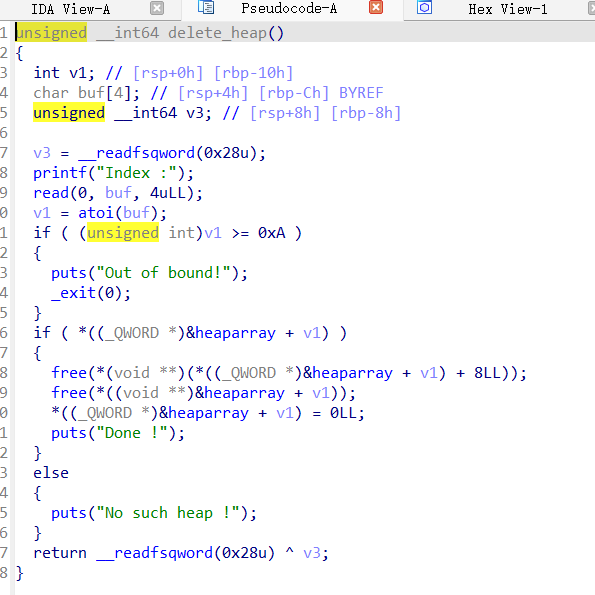 IDA View-A Pseudocode-A Hex View-1
1 unsigned __int64 delete_heap()
2 {
3   int v1; // [rsp+0h] [rbp-10h]
4   char buf[4]; // [rsp+4h] [rbp-Ch] BYREF
5   unsigned __int64 v3; // [rsp+8h] [rbp-8h]
6
7   v3 = __readfsqword(0x28u);
8   printf("Index :");
9   read(0, buf, 4uLL);
0   v1 = atoi(buf);
1   if ( (unsigned int)v1 >= 0xA )
2   {
3     puts("Out of bound!");
4     _exit(0);
5   }
6   if ( *((_QWORD *)&heaparray + v1) )
7   {
8     free(*(void **)(*((_QWORD *)&heaparray + v1) + 8LL));
9     free(*((void **)&heaparray + v1));
0     *((_QWORD *)&heaparray + v1) = 0LL;
1     puts("Done !");
2   }
3   else
4   {
5     puts("No such heap !");
6   }
7   return __readfsqword(0x28u) ^ v3;
8 }